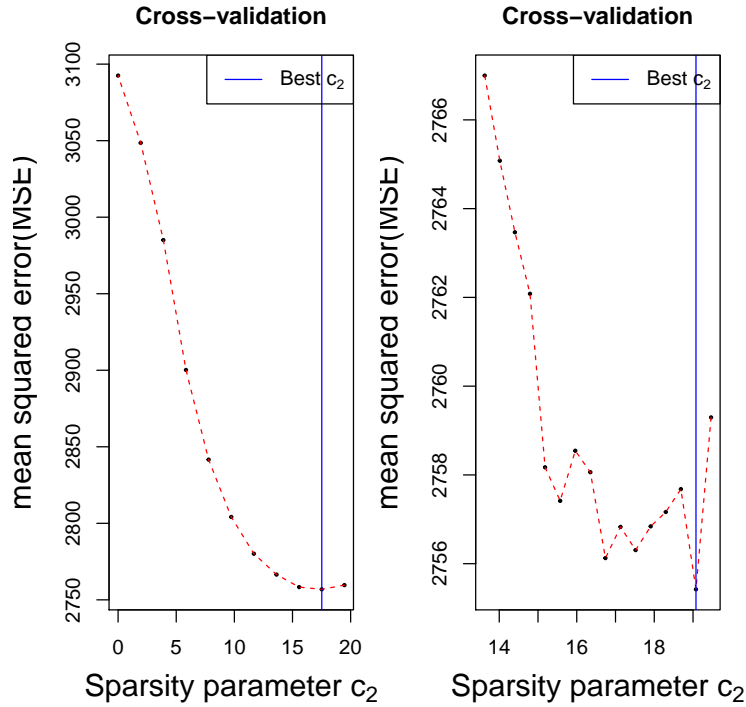 Cross−validation
Best c2
mean squared error(MSE)
3100
3050
3000
2950
2900
2850
2800
2750
0 5 10 15 20
Sparsity parameter c2
Cross−validation
Best c2
mean squared error(MSE)
2766
2764
2762
2760
2758
2756
14 16 18
Sparsity parameter c2